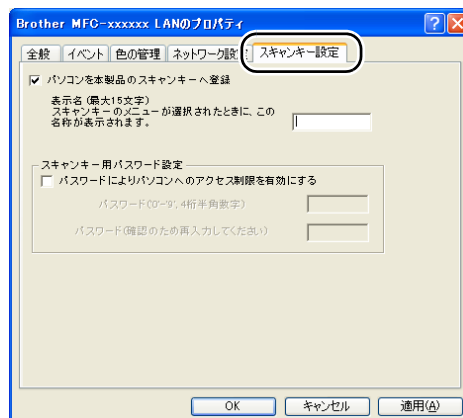 Brother MFC-xxxxxx LANのプロパティ
全般 イベント 色の管理 ネットワーク設定 スキャンキー設定
パソコンを本製品のスキャンキーへ登録
表示名(最大15文字)
スキャンキーのメニューが選択されたときに、この
名称が表示されます。
スキャンキー用パスワード設定
パスワードによりパソコンへのアクセス制限を有効にする
パスワード('0'-'9', 4桁半角数字)
パスワード(確認のため再入力してください)
OK キャンセル 適用(A)